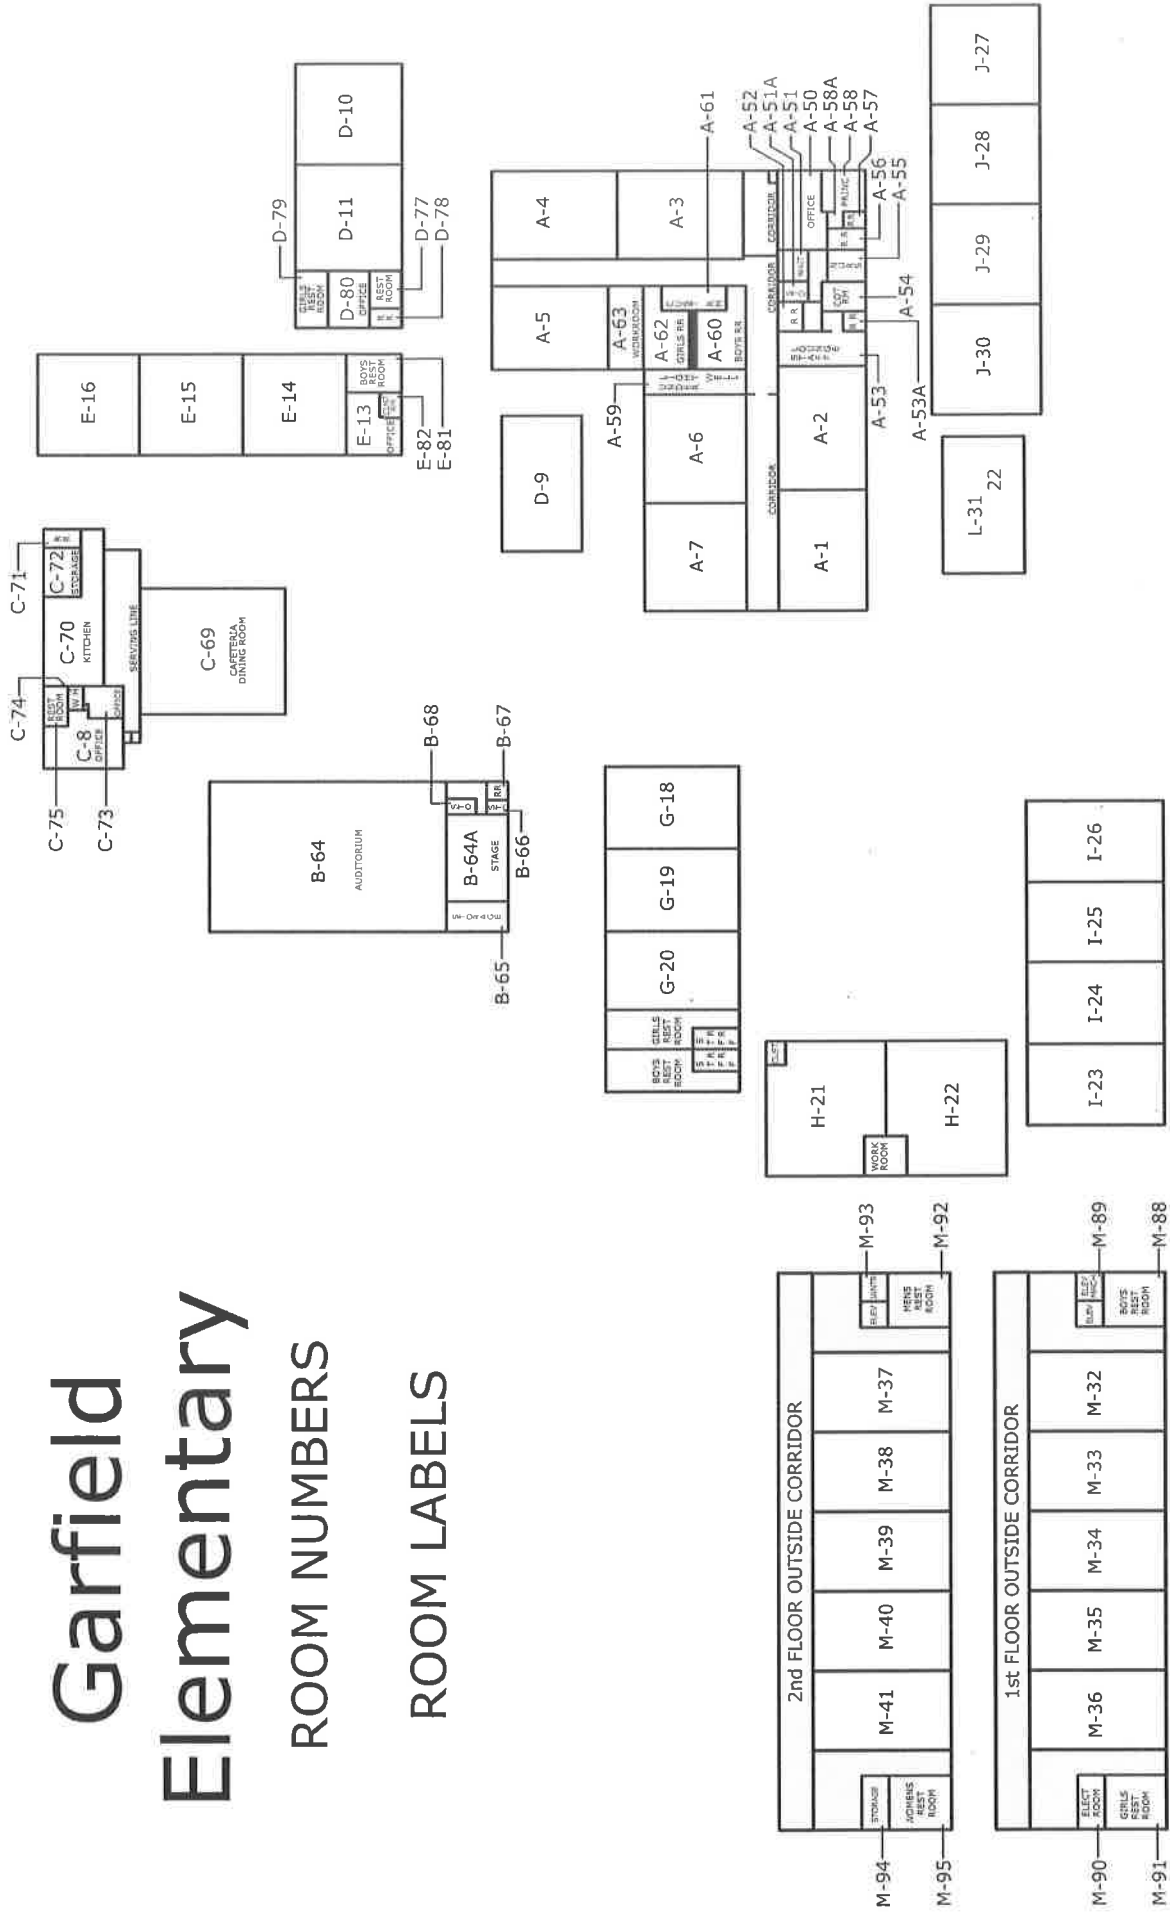 Garfield
Elementary
ROOM NUMBERS
ROOM LABELS
C-75
C-74
C-71
C-73
REST
ROOM
W H
C-8
OFFICE
OFFICE
C-70
KITCHEN
C-72
STORAGE
R
R
SERVING LINE
C-69
CAFETERIA
DINING ROOM
E-16
E-15
E-14
E-13
OFFICE
BOYS
REST
ROOM
E-82
E-81
D-79
GIRLS
REST
ROOM
D-80
OFFICE
REST
ROOM
R
R
D-11
D-10
D-77
D-78
B-64
AUDITORIUM
B-68
B-64A
STAGE
S
T
O
RR
B-65
B-66
B-67
D-9
A-4
A-3
A-5
A-63
WORKROOM
A-62
GIRLS RR
A-60
BOYS RR
A-61
A-59
A-6
A-7
CORRIDOR
CORRIDOR
CORRIDOR
A-1
A-2
OFFICE
PRINC
R R
RR
R R
R R
COT
RM
A-52
A-51A
A-51
A-50
A-58A
A-58
A-57
A-56
A-55
A-54
A-53
A-53A
G-20
G-19
G-18
BOYS
REST
ROOM
GIRLS
REST
ROOM
H-21
H-22
WORK
ROOM
I-23
I-24
I-25
I-26
J-30
J-29
J-28
J-27
L-31
22
2nd FLOOR OUTSIDE CORRIDOR
M-41
M-40
M-39
M-38
M-37
STORAGE
WOMENS
REST
ROOM
ELEV
MENS
REST
ROOM
M-94
M-95
M-93
M-92
1st FLOOR OUTSIDE CORRIDOR
M-36
M-35
M-34
M-33
M-32
ELECT
ROOM
GIRLS
REST
ROOM
ELEV
ELEV
MACH
BOYS
REST
ROOM
M-90
M-91
M-89
M-88